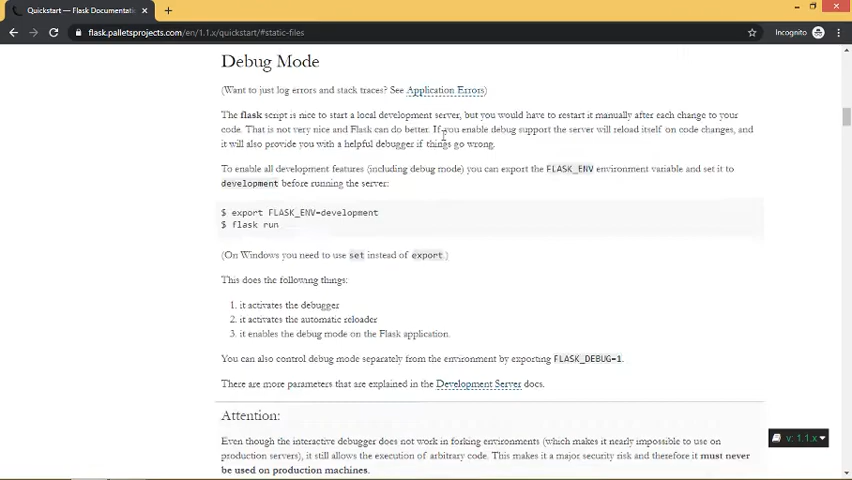 Quickstart — Flask Documentatio
flask.palletsprojects.com/en/1.1.x/quickstart/#static-files
Incognito
Debug Mode
(Want to just log errors and stack traces? See Application Errors)
The flask script is nice to start a local development server, but you would have to restart it manually after each change to your
code. That is not very nice and Flask can do better. If you enable debug support the server will reload itself on code changes, and
it will also provide you with a helpful debugger if things go wrong.
To enable all development features (including debug mode) you can export the FLASK_ENV environment variable and set it to
development before running the server:
$ export FLASK_ENV=development
$ flask run
(On Windows you need to use set instead of export.)
This does the following things:
1. it activates the debugger
2. it activates the automatic reloader
3. it enables the debug mode on the Flask application.
You can also control debug mode separately from the environment by exporting FLASK_DEBUG=1.
There are more parameters that are explained in the Development Server docs.
Attention:
Even though the interactive debugger does not work in forking environments (which makes it nearly impossible to use on
production servers), it still allows the execution of arbitrary code. This makes it a major security risk and therefore it must never
be used on production machines.
v: 1.1.x